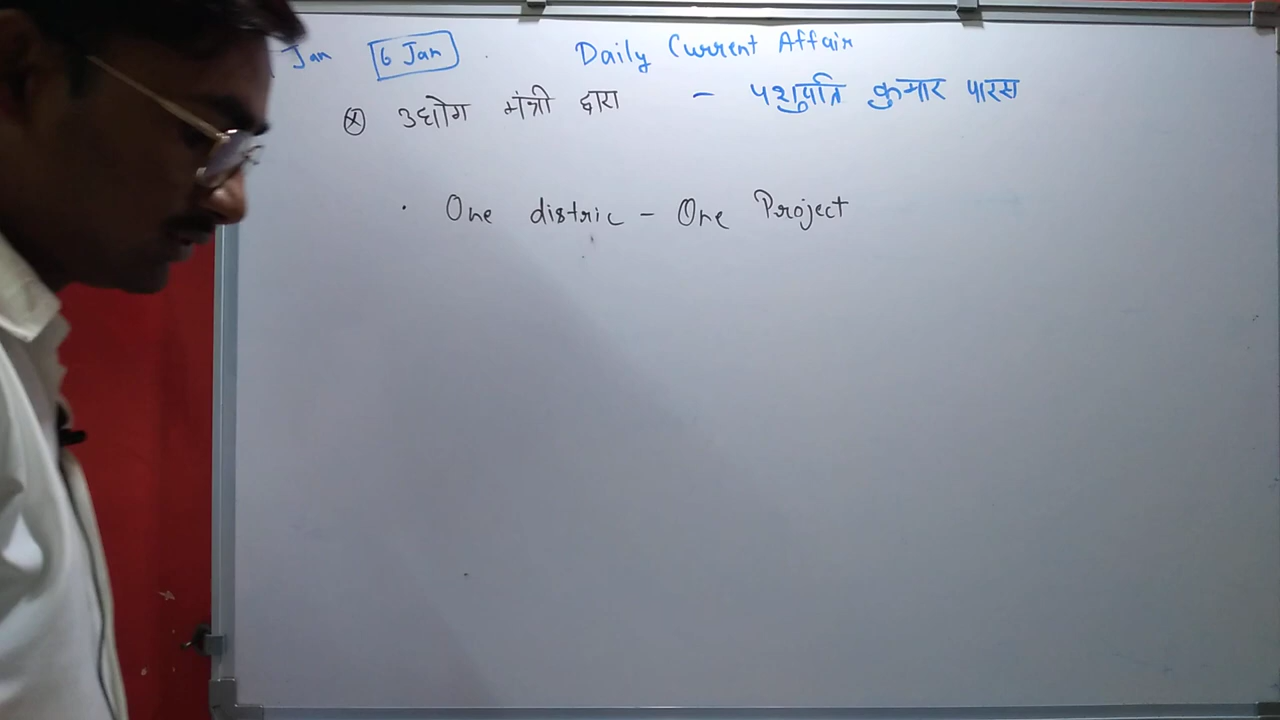 Jan 6 Jan Daily Current Affair
उद्योग मंत्री द्वारा - पशुपति कुमार पारस
· One distric - One Project